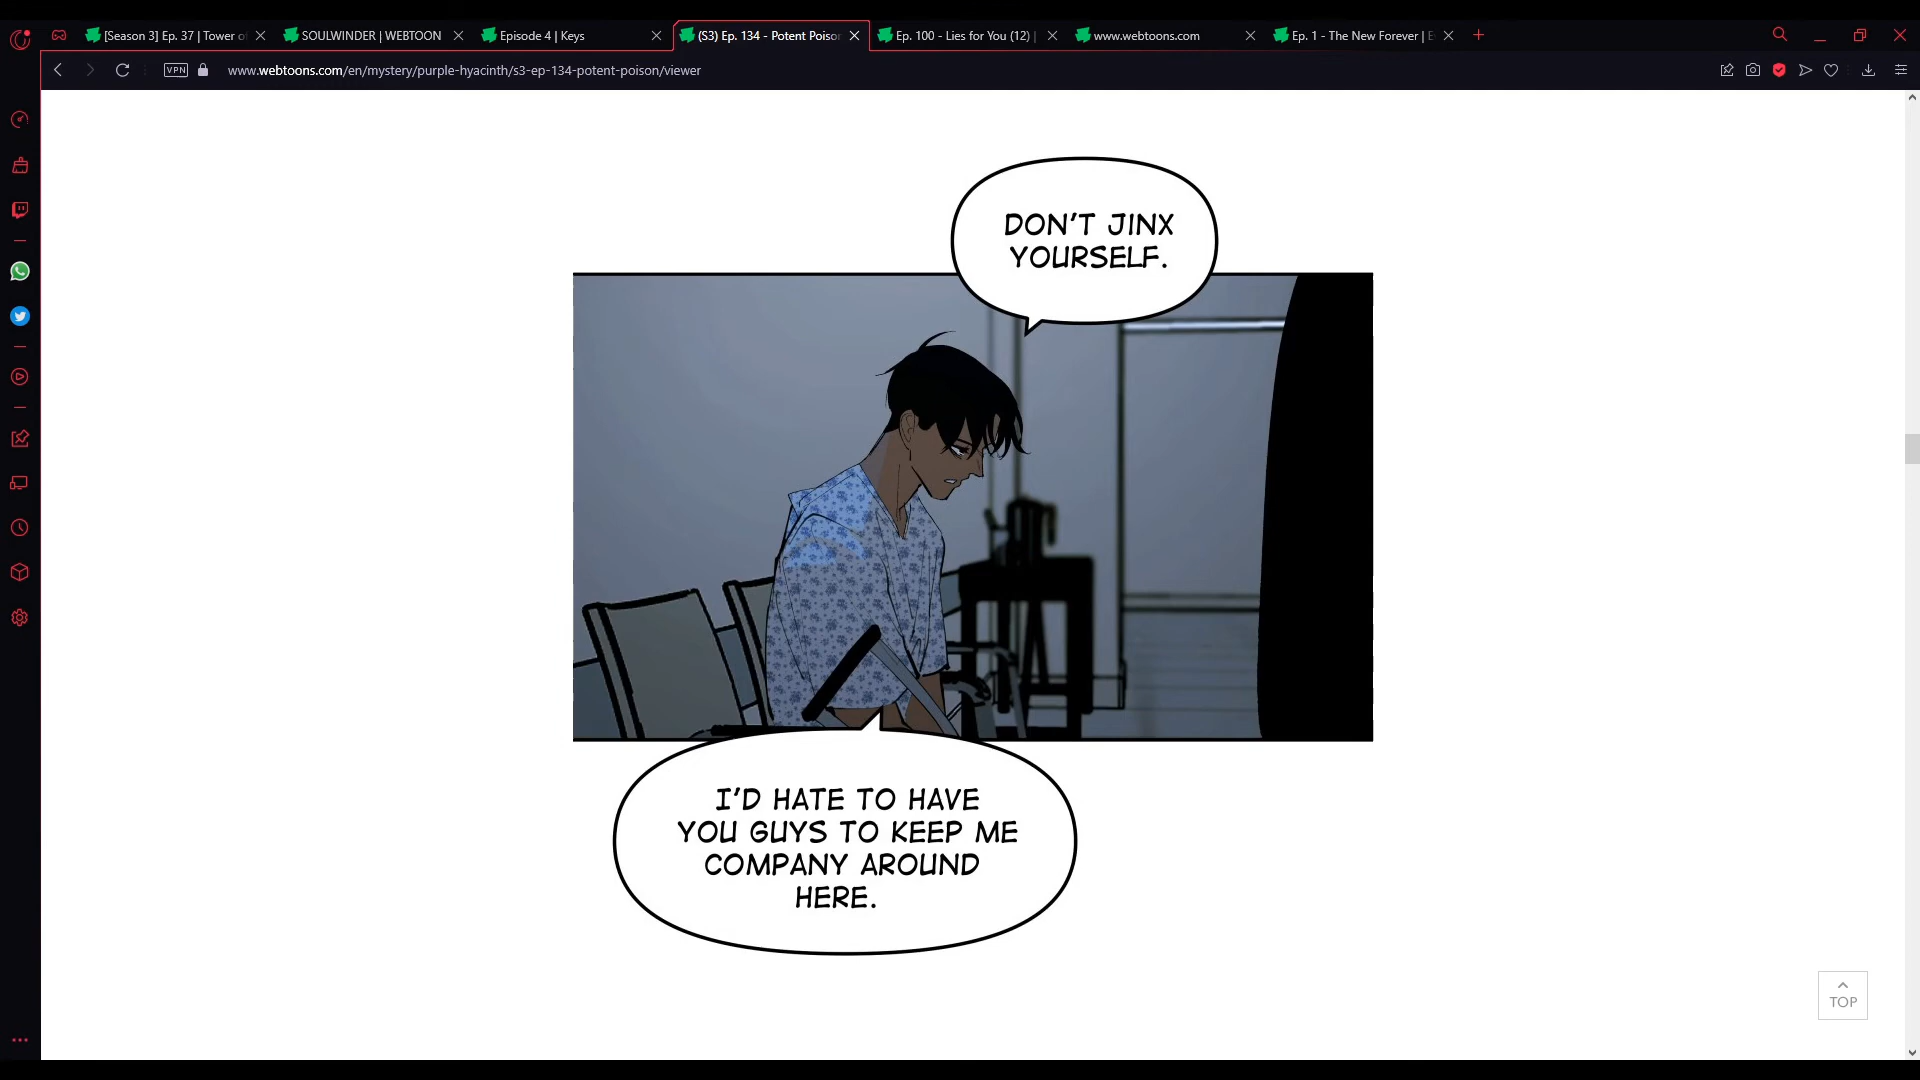 [Season 3] Ep. 37 | Tower of
SOULWINDER | WEBTOON
Episode 4 | Keys
(S3) Ep. 134 - Potent Poison
Ep. 100 - Lies for You (12) |
www.webtoons.com
Ep. 1 - The New Forever |
VPN
www.webtoons.com/en/mystery/purple-hyacinth/s3-ep-134-potent-poison/viewer
DON'T JINX
YOURSELF.
I'D HATE TO HAVE
YOU GUYS TO KEEP ME
COMPANY AROUND
HERE.
TOP